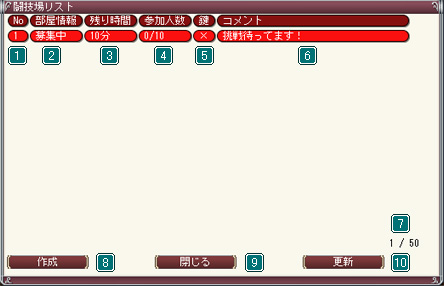 闘技場リスト
No 部屋情報 残り時間 参加人数 鍵 コメント
1 募集中 10分 0/10 × 挑戦待ってます！
1 2 3 4 5 6
7
1 / 50
作成 8 閉じる 9 更新 10